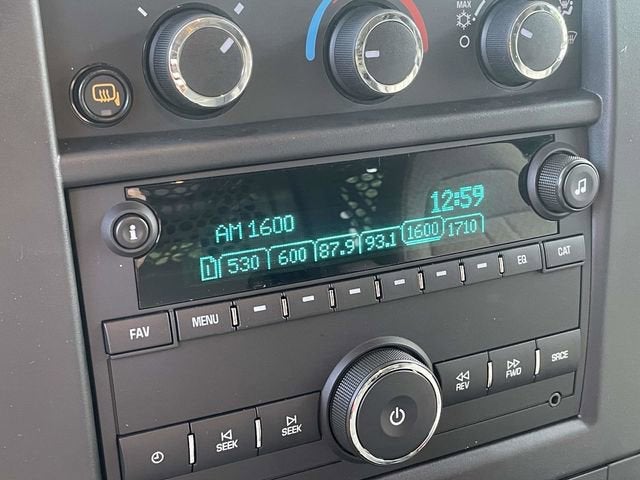 MAX
12:59
AM 1600
1 530 600 87.9 93.1 1600 1710
i
FAV
MENU
EQ
CAT
REV
FWD
SRCE
SEEK
SEEK